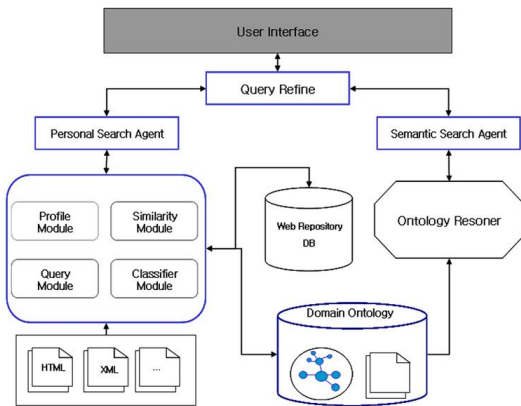 User Interface
Query Refine
Personal Search Agent
Semantic Search Agent
Profile
Module
Similarity
Module
Query
Module
Classifier
Module
Web Repository
DB
Ontology Resoner
Domain Ontology
HTML
XML
...